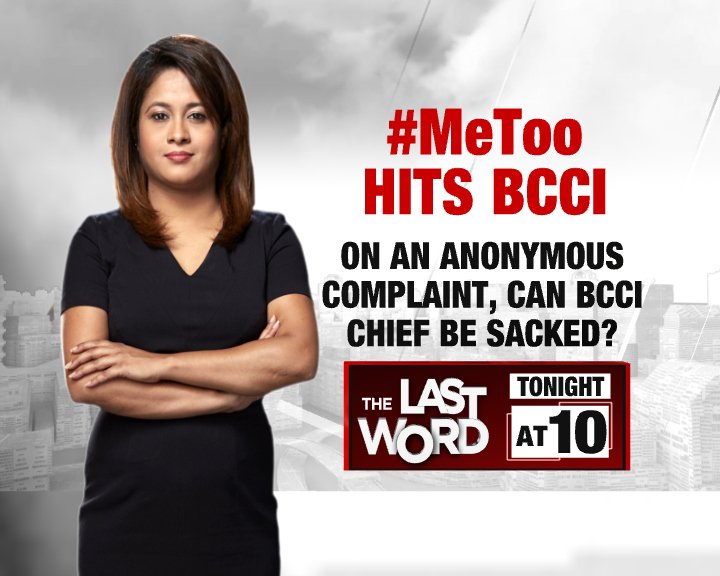 #MeToo
HITS BCCI
ON AN ANONYMOUS
COMPLAINT, CAN BCCI
CHIEF BE SACKED?
THE LAST WORD
TONIGHT
AT 10